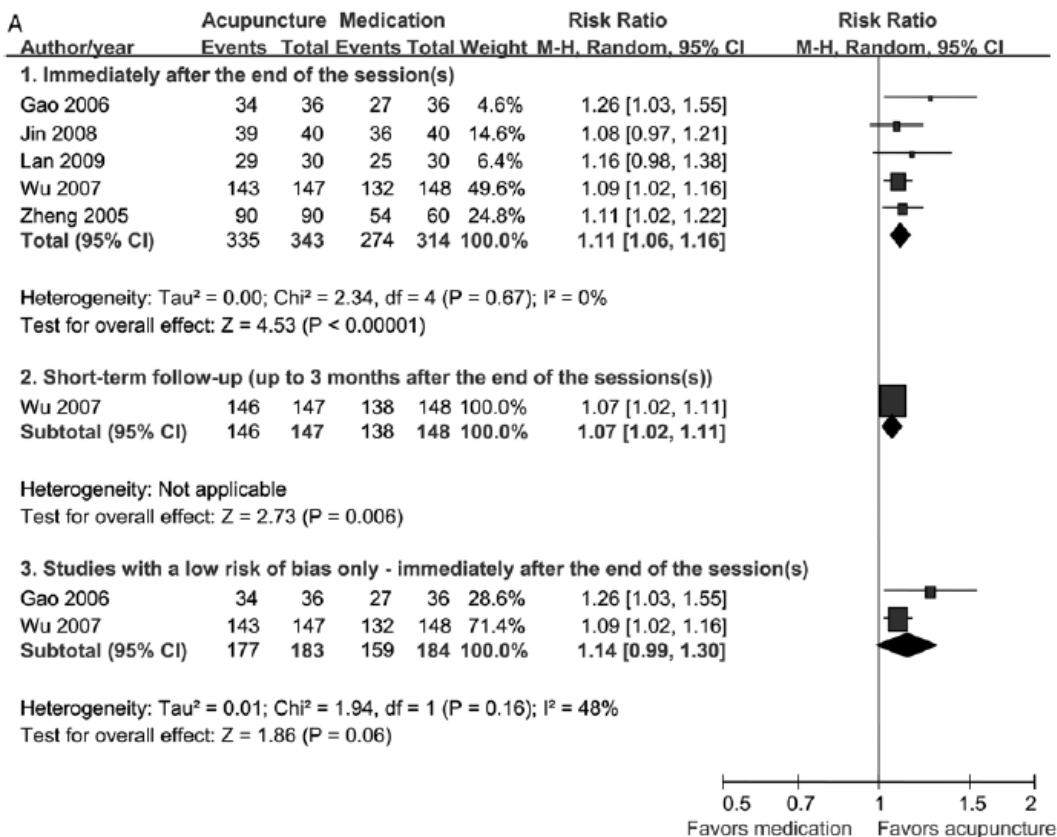 A
Acupuncture Medication Risk Ratio Risk Ratio
Author/year Events Total Events Total Weight M-H, Random, 95% CI M-H, Random, 95% CI
1. Immediately after the end of the session(s)
Gao 2006 34 36 27 36 4.6% 1.26 [1.03, 1.55]
Jin 2008 39 40 36 40 14.6% 1.08 [0.97, 1.21]
Lan 2009 29 30 25 30 6.4% 1.16 [0.98, 1.38]
Wu 2007 143 147 132 148 49.6% 1.09 [1.02, 1.16]
Zheng 2005 90 90 54 60 24.8% 1.11 [1.02, 1.22]
Total (95% CI) 335 343 274 314 100.0% 1.11 [1.06, 1.16]
Heterogeneity: Tau² = 0.00; Chi² = 2.34, df = 4 (P = 0.67); I² = 0%
Test for overall effect: Z = 4.53 (P < 0.00001)
2. Short-term follow-up (up to 3 months after the end of the sessions(s))
Wu 2007 146 147 138 148 100.0% 1.07 [1.02, 1.11]
Subtotal (95% CI) 146 147 138 148 100.0% 1.07 [1.02, 1.11]
Heterogeneity: Not applicable
Test for overall effect: Z = 2.73 (P = 0.006)
3. Studies with a low risk of bias only - immediately after the end of the session(s)
Gao 2006 34 36 27 36 28.6% 1.26 [1.03, 1.55]
Wu 2007 143 147 132 148 71.4% 1.09 [1.02, 1.16]
Subtotal (95% CI) 177 183 159 184 100.0% 1.14 [0.99, 1.30]
Heterogeneity: Tau² = 0.01; Chi² = 1.94, df = 1 (P = 0.16); I² = 48%
Test for overall effect: Z = 1.86 (P = 0.06)
0.5 0.7 1 1.5 2
Favors medication Favors acupuncture